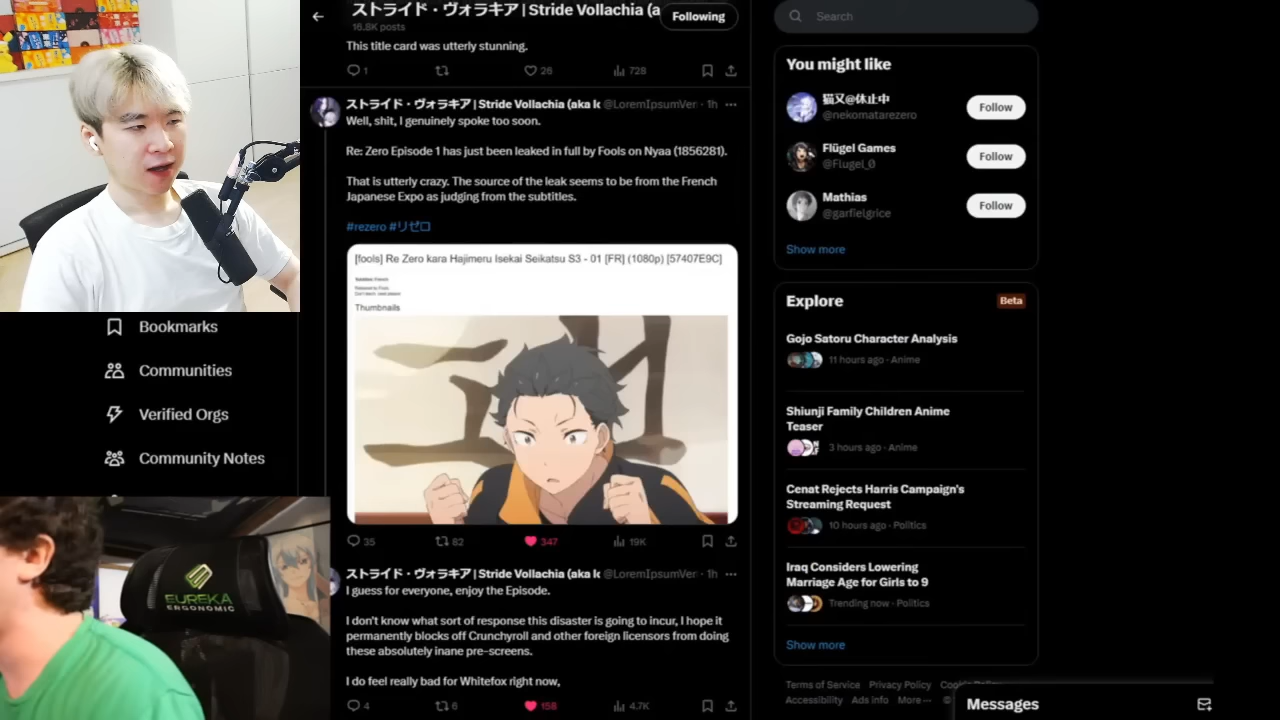 ストライド・ヴォラキア | Stride Vollachia (a
16.8K posts
Following
This title card was utterly stunning.
1
26
728
ストライド・ヴォラキア | Stride Vollachia (aka Ic @LoremIpsumVer · 1h
Well, shit, I genuinely spoke too soon.
Re: Zero Episode 1 has just been leaked in full by Fools on Nyaa (1856281).
That is utterly crazy. The source of the leak seems to be from the French
Japanese Expo as judging from the subtitles.
#rezero #リゼロ
[fools] Re Zero kara Hajimeru Isekai Seikatsu S3 - 01 [FR] (1080p) [57407E9C]
Thumbnails
35
82
347
19K
ストライド・ヴォラキア | Stride Vollachia (aka Ic @LoremIpsumVer · 1h
I guess for everyone, enjoy the Episode.
I don't know what sort of response this disaster is going to incur, I hope it
permanently blocks off Crunchyroll and other foreign licensors from doing
these absolutely inane pre-screens.
I do feel really bad for Whitefox right now,
4
6
158
4.7K
Bookmarks
Communities
Verified Orgs
Community Notes
EUREKA
ERGONOMIC
Search
You might like
猫又@休止中
@nekomatarezero
Follow
Flügel Games
@Flugel_0
Follow
Mathias
@garfielgrice
Follow
Show more
Explore
Beta
Gojo Satoru Character Analysis
11 hours ago · Anime
Shiunji Family Children Anime
Teaser
3 hours ago · Anime
Cenat Rejects Harris Campaign's
Streaming Request
10 hours ago · Politics
Iraq Considers Lowering
Marriage Age for Girls to 9
Trending now · Politics
Show more
Terms of Service Privacy Policy
Accessibility Ads info More ···
Messages